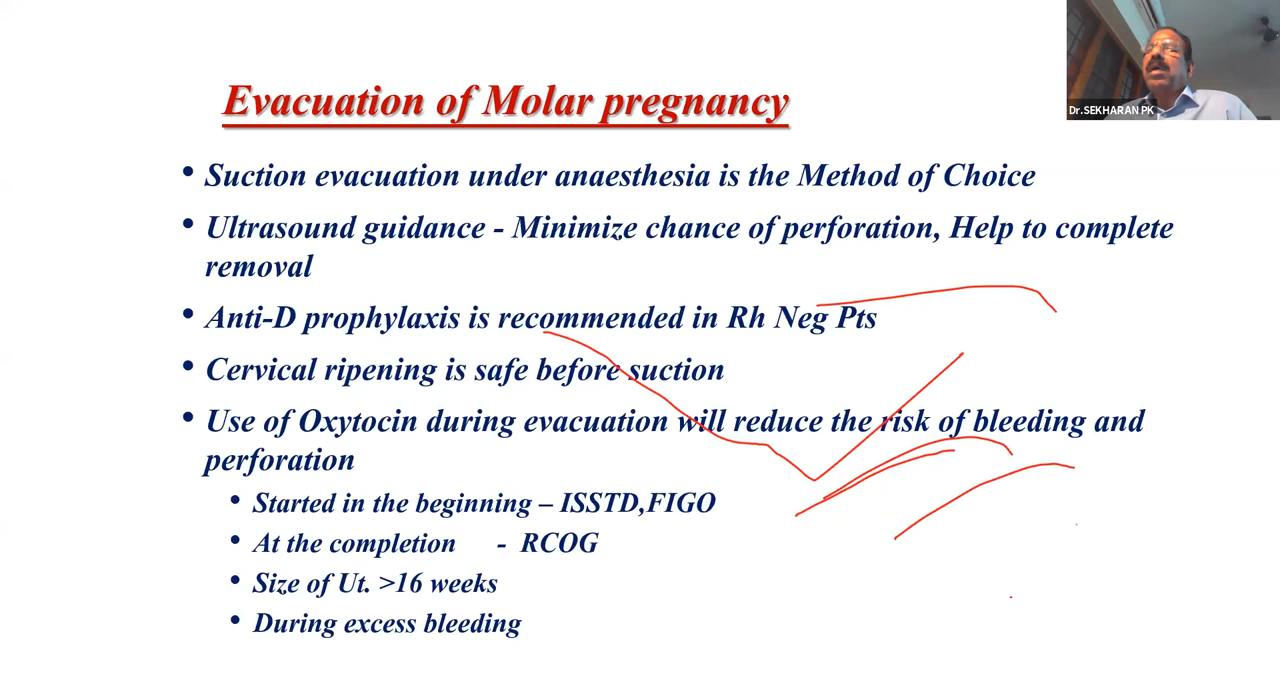 Evacuation of Molar pregnancy
Dr.SEKHARAN PK
• Suction evacuation under anaesthesia is the Method of Choice
• Ultrasound guidance - Minimize chance of perforation, Help to complete
removal
• Anti-D prophylaxis is recommended in Rh Neg Pts
• Cervical ripening is safe before suction
• Use of Oxytocin during evacuation will reduce the risk of bleeding and
perforation
• Started in the beginning – ISSTD,FIGO
• At the completion - RCOG
• Size of Ut. >16 weeks
• During excess bleeding